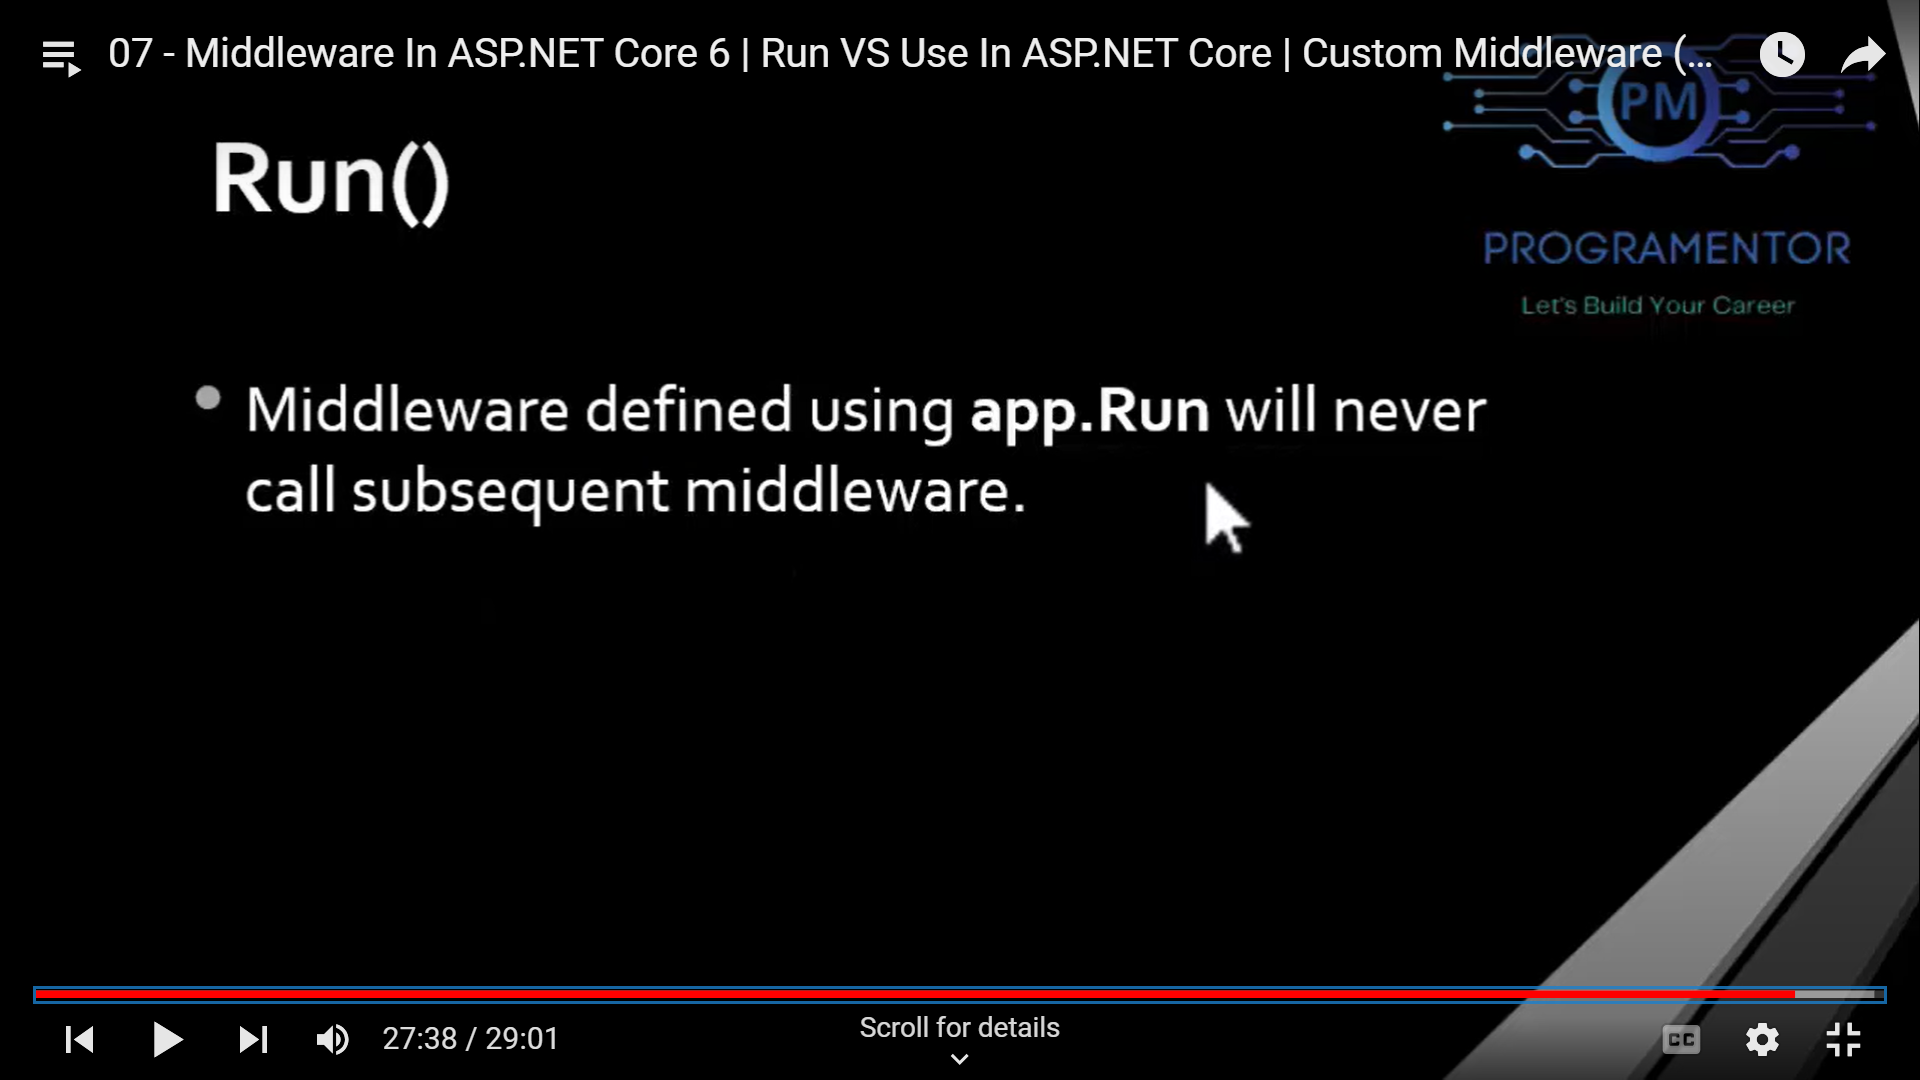 07 - Middleware In ASP.NET Core 6 | Run VS Use In ASP.NET Core | Custom Middleware (...
PM
Run()
PROGRAMENTOR
Let's Build Your Career
Middleware defined using app.Run will never
call subsequent middleware.
27:38 / 29:01
Scroll for details
CC